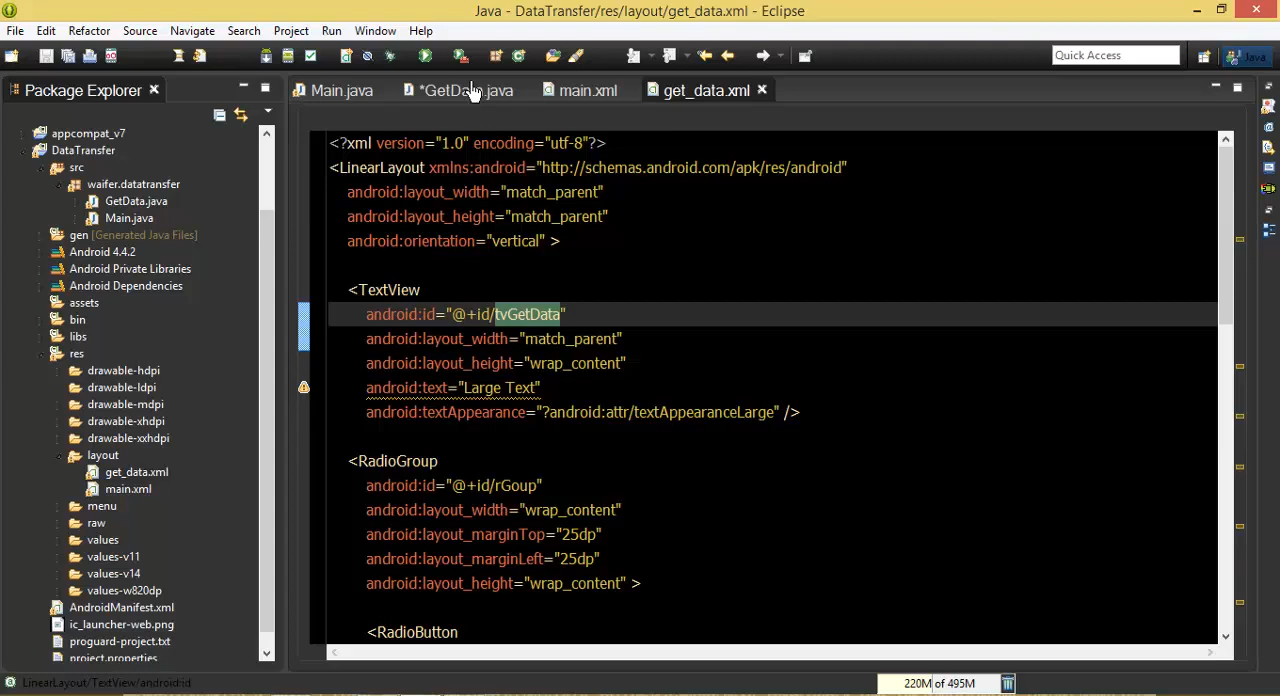 Java - DataTransfer/res/layout/get_data.xml - Eclipse
File Edit Refactor Source Navigate Search Project Run Window Help
Quick Access
Java
Package Explorer
Main.java
*GetData.java
main.xml
get_data.xml
appcompat_v7
DataTransfer
src
waifer.datatransfer
GetData.java
Main.java
gen [Generated Java Files]
Android 4.4.2
Android Private Libraries
Android Dependencies
assets
bin
libs
res
drawable-hdpi
drawable-ldpi
drawable-mdpi
drawable-xhdpi
drawable-xxhdpi
layout
get_data.xml
main.xml
menu
raw
values
values-v11
values-v14
values-w820dp
AndroidManifest.xml
ic_launcher-web.png
proguard-project.txt
project.properties
<?xml version="1.0" encoding="utf-8"?>
<LinearLayout xmlns:android="http://schemas.android.com/apk/res/android"
android:layout_width="match_parent"
android:layout_height="match_parent"
android:orientation="vertical" >
<TextView
android:id="@+id/tvGetData"
android:layout_width="match_parent"
android:layout_height="wrap_content"
android:text="Large Text"
android:textAppearance="?android:attr/textAppearanceLarge" />
<RadioGroup
android:id="@+id/rGoup"
android:layout_width="wrap_content"
android:layout_marginTop="25dp"
android:layout_marginLeft="25dp"
android:layout_height="wrap_content" >
<RadioButton
LinearLayout/TextView/android:id
220M of 495M